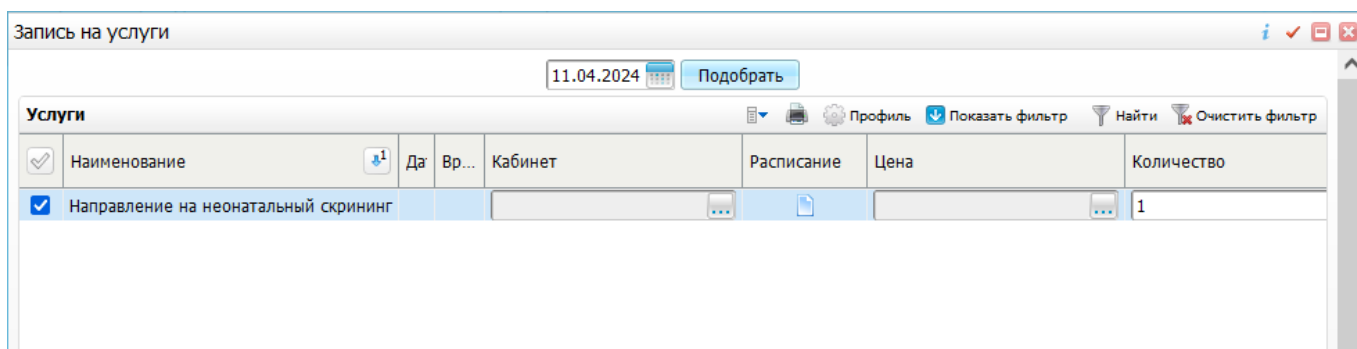 Запись на услуги
11.04.2024 Подобрать
Услуги Профиль Показать фильтр Найти Очистить фильтр
Наименование 1 Да Вр... Кабинет Расписание Цена Количество
Направление на неонатальный скрининг ... ... 1